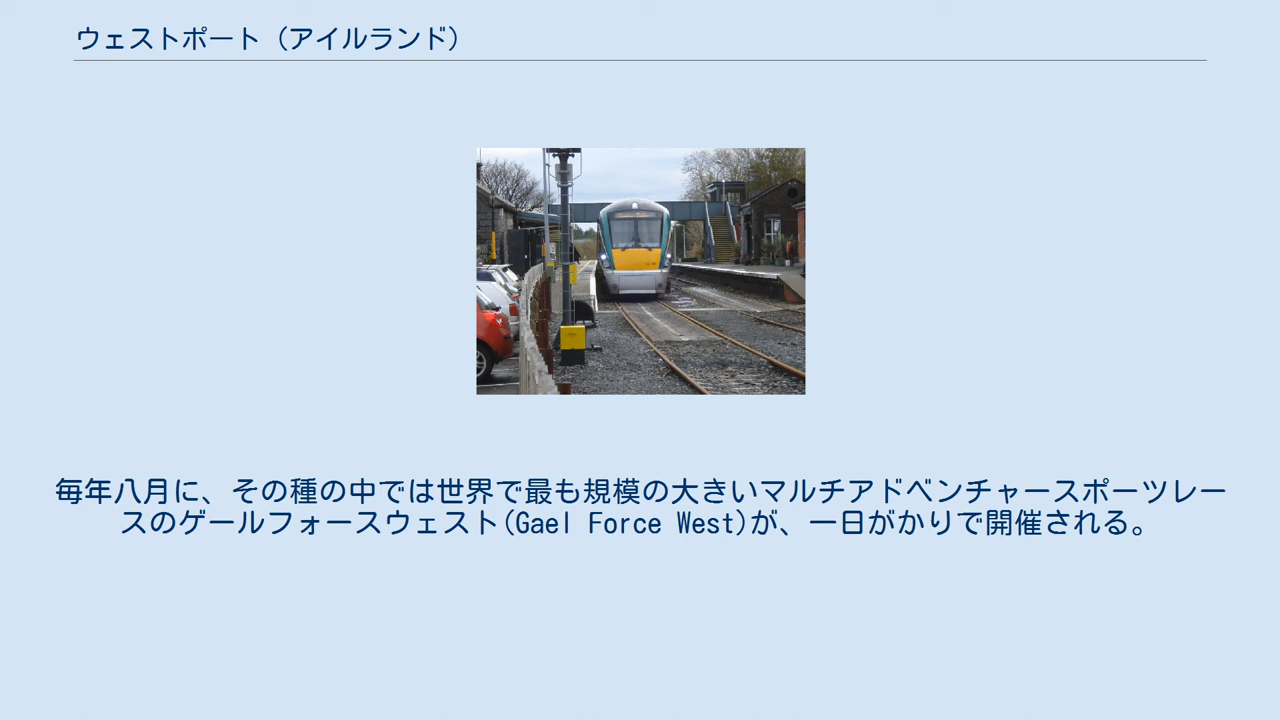 ウェストポート（アイルランド）
毎年八月に、その種の中では世界で最も規模の大きいマルチアドベンチャースポーツレー
スのゲールフォースウェスト(Gael Force West)が、一日がかりで開催される。